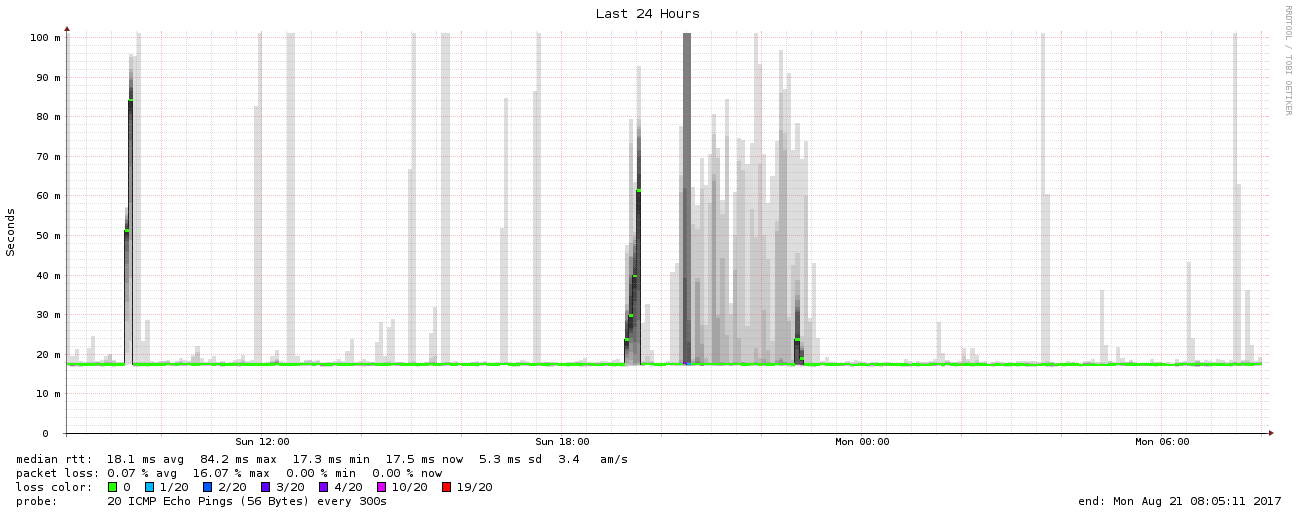 Last 24 Hours
RRDTOOL / TOBI OETIKER
100 m
90 m
80 m
70 m
60 m
50 m
40 m
30 m
20 m
10 m
0
Seconds
Sun 12:00 Sun 18:00 Mon 00:00 Mon 06:00
median rtt: 18.1 ms avg 84.2 ms max 17.3 ms min 17.5 ms now 5.3 ms sd 3.4 am/s
packet loss: 0.07 % avg 16.07 % max 0.00 % min 0.00 % now
loss color: 0 1/20 2/20 3/20 4/20 10/20 19/20
probe: 20 ICMP Echo Pings (56 Bytes) every 300s end: Mon Aug 21 08:05:11 2017